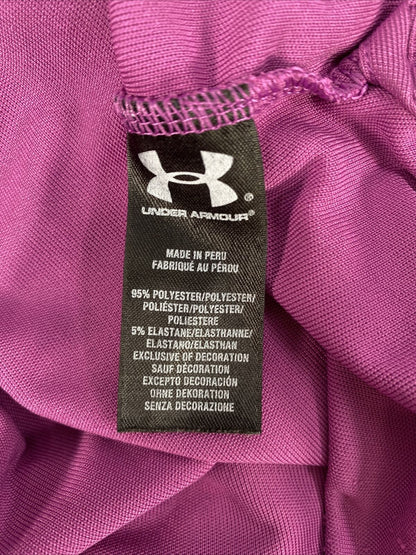 UNDER ARMOUR®
MADE IN PERU
FABRIQUÉ AU PÉROU
95% POLYESTER/POLYESTER/
POLIÉSTER/POLYESTER/
POLIESTERE
5% ELASTANE/ELASTHANNE/
ELASTANO/ELASTHAN/
EXCLUSIVE OF DECORATION
SAUF DÉCORATION
EXCEPTO DECORACIÓN
OHNE DEKORATION
SENZA DECORAZIONE